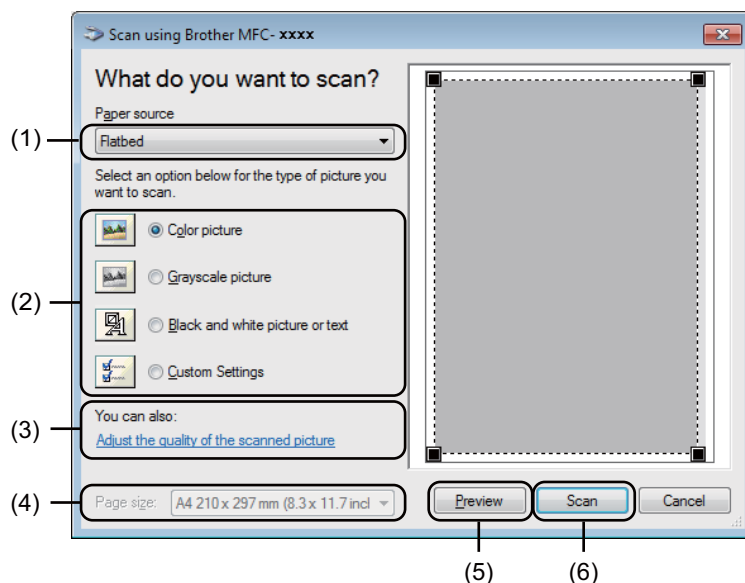 Scan using Brother MFC- xxxx
What do you want to scan?
Paper source
(1)
Flatbed
Select an option below for the type of picture you
want to scan.
(2)
Color picture
Grayscale picture
Black and white picture or text
Custom Settings
(3)
You can also:
Adjust the quality of the scanned picture
(4)
Page size: A4 210 x 297 mm (8.3 x 11.7 incl
Preview Scan Cancel
(5) (6)